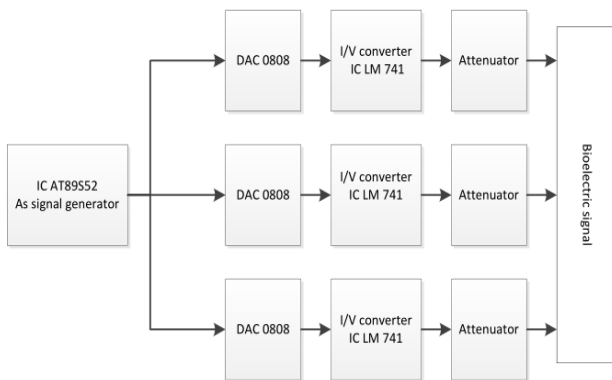 DAC 0808
I/V converter
IC LM 741
Attenuator
IC AT89S52
As signal generator
DAC 0808
I/V converter
IC LM 741
Attenuator
Bioelectric signal
DAC 0808
I/V converter
IC LM 741
Attenuator